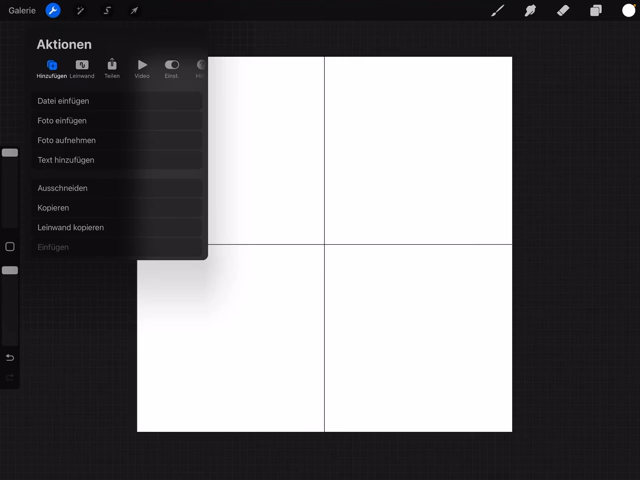 Galerie
Aktionen
Hinzufügen Leinwand Teilen Video Einst.
Datei einfügen
Foto einfügen
Foto aufnehmen
Text hinzufügen
Ausschneiden
Kopieren
Leinwand kopieren
Einfügen